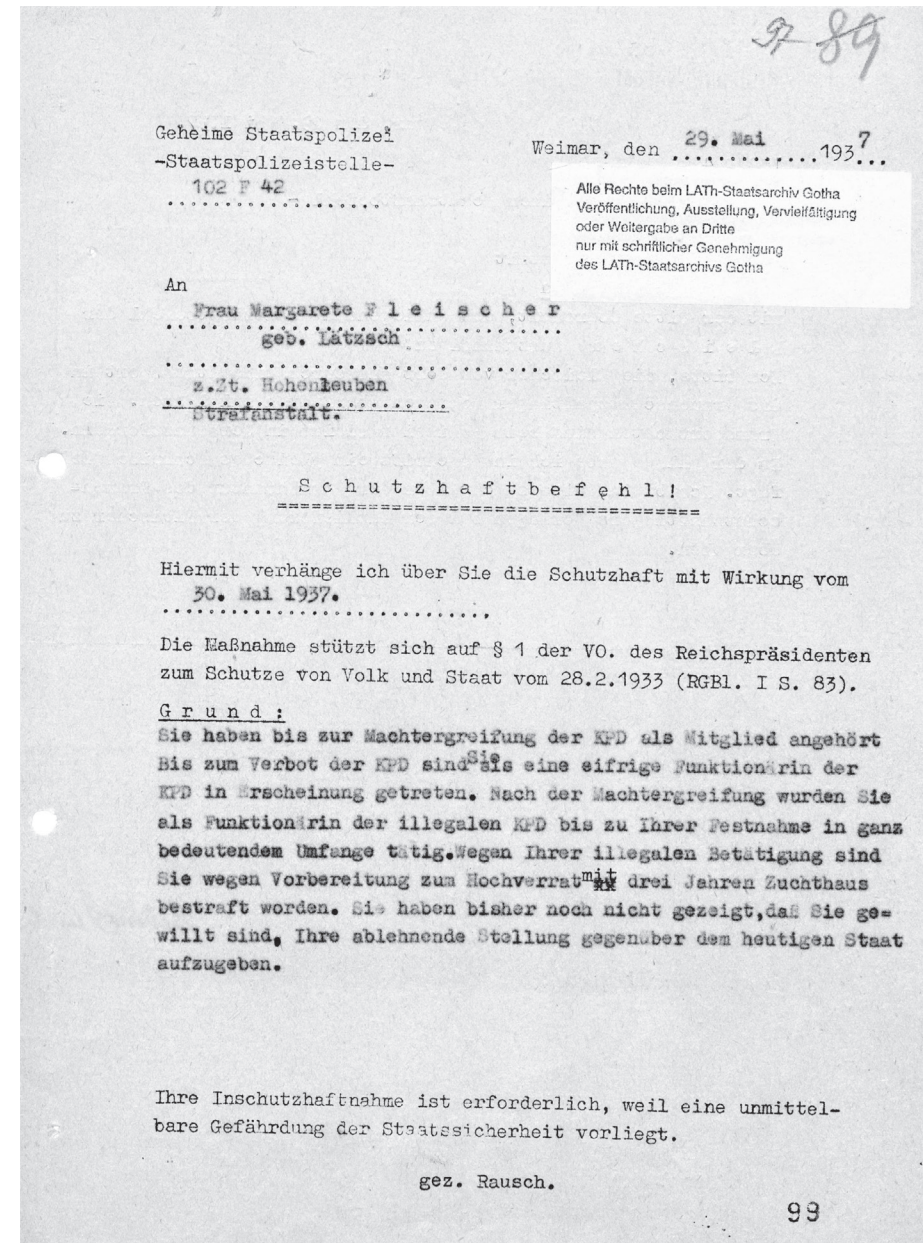 97 89
Geheime Staatspolizei
-Staatspolizeistelle-
102 F 42
Weimar, den 29. Mai 1937
Alle Rechte beim LATh-Staatsarchiv Gotha
Veröffentlichung, Ausstellung, Vervielfältigung
oder Weitergabe an Dritte
nur mit schriftlicher Genehmigung
des LATh-Staatsarchivs Gotha
An
Frau Margarete F l e i s c h e r
geb. Lätzsch
z.Zt. Hohenleuben
Strafanstalt.
S c h u t z h a f t b e f e h l !
Hiermit verhänge ich über Sie die Schutzhaft mit Wirkung vom
30. Mai 1937.
Die Maßnahme stützt sich auf § 1 der VO. des Reichspräsidenten
zum Schutze von Volk und Staat vom 28.2.1933 (RGBl. I S. 83).
G r u n d :
Sie haben bis zur Machtergreifung der KPD als Mitglied angehört
Bis zum Verbot der KPD sind Sie als eine eifrige Funktionärin der
KPD in Erscheinung getreten. Nach der Machtergreifung wurden Sie
als Funktionärin der illegalen KPD bis zu Ihrer Festnahme in ganz
bedeutendem Umfange tätig.Wegen Ihrer illegalen Betätigung sind
Sie wegen Vorbereitung zum Hochverrat mit drei Jahren Zuchthaus
bestraft worden. Sie haben bisher noch nicht gezeigt,daß Sie ge=
willt sind, Ihre ablehnende Stellung gegenüber dem heutigen Staat
aufzugeben.
Ihre Inschutzhaftnahme ist erforderlich, weil eine unmittel-
bare Gefährdung der Staatssicherheit vorliegt.
gez. Rausch.
99